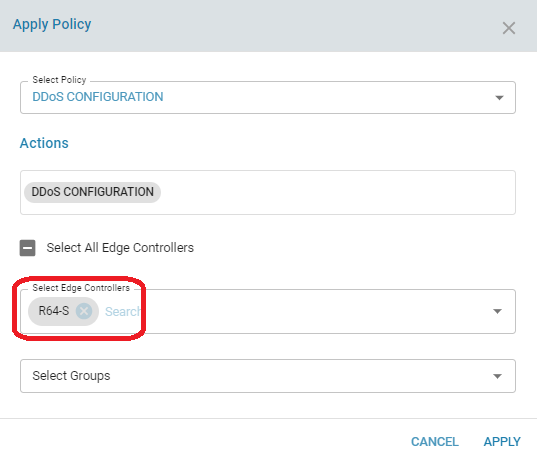 Apply Policy
Select Policy
DDoS CONFIGURATION
Actions
DDoS CONFIGURATION
Select All Edge Controllers
Select Edge Controllers
R64-S Search
Select Groups
CANCEL APPLY